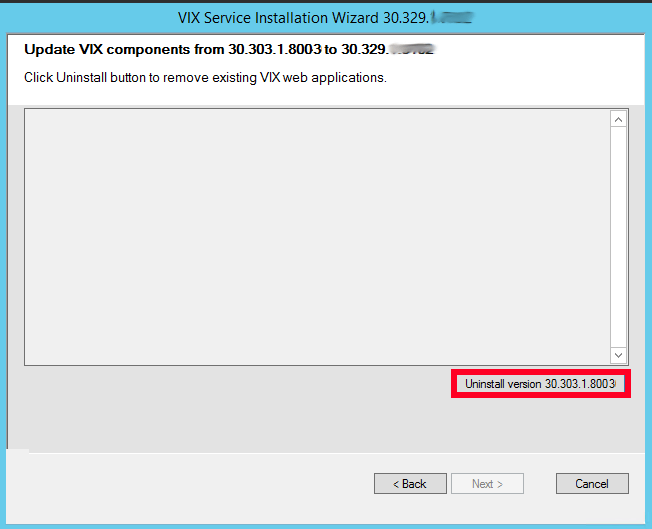 VIX Service Installation Wizard 30.329.
Update VIX components from 30.303.1.8003 to 30.329.
Click Uninstall button to remove existing VIX web applications.
Uninstall version 30.303.1.8003
< Back
Next >
Cancel